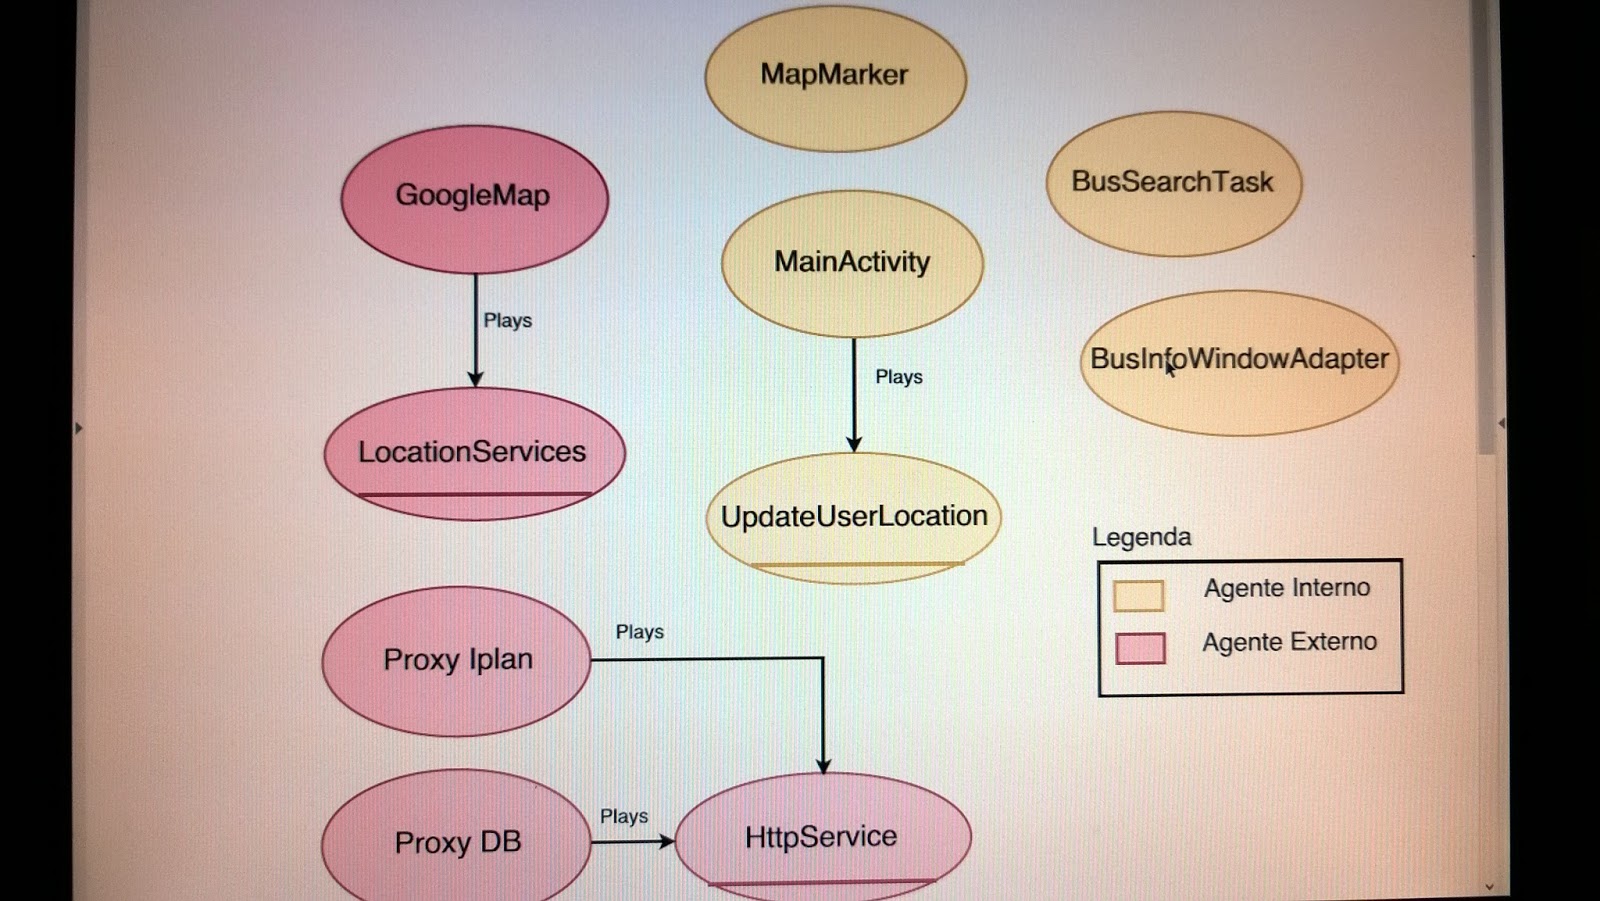 MapMarker
GoogleMap
BusSearchTask
MainActivity
Plays
BusInfoWindowAdapter
Plays
LocationServices
UpdateUserLocation
Legenda
Agente Interno
Agente Externo
Proxy Iplan
Plays
Proxy DB
Plays
HttpService